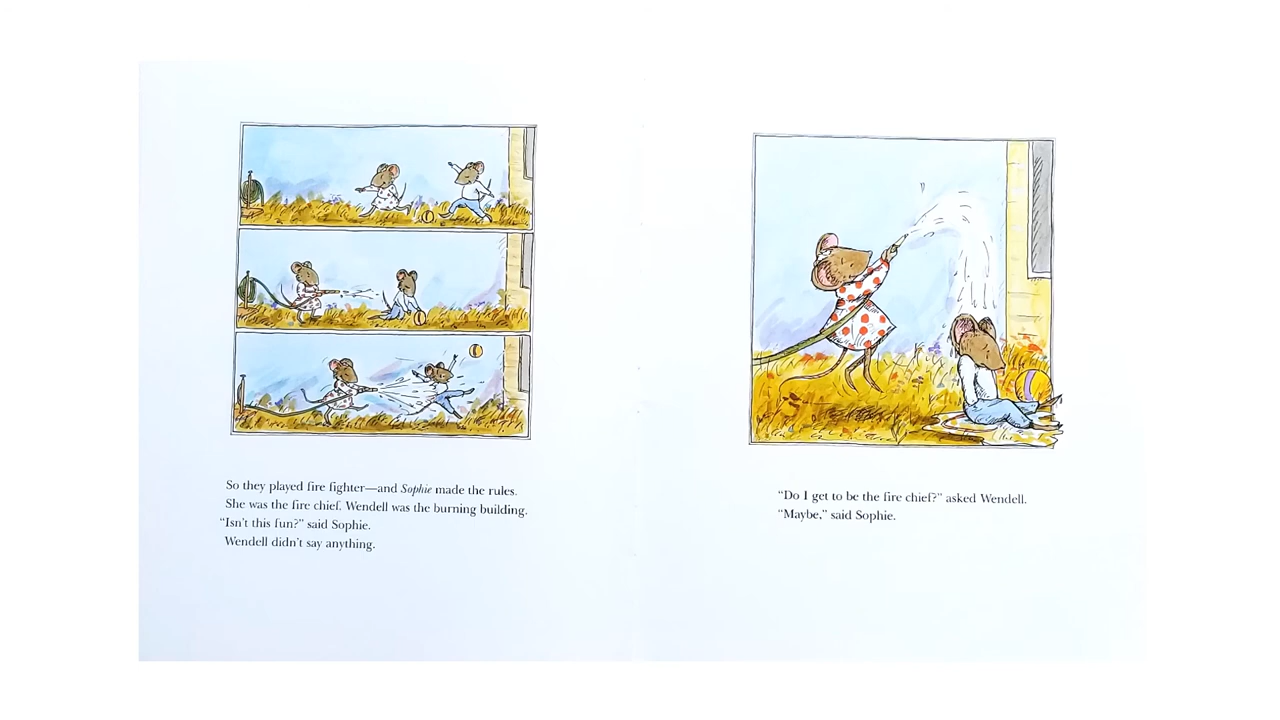 So they played fire fighter—and Sophie made the rules.
She was the fire chief. Wendell was the burning building.
“Isn’t this fun?” said Sophie.
Wendell didn’t say anything.
“Do I get to be the fire chief?” asked Wendell.
“Maybe,” said Sophie.